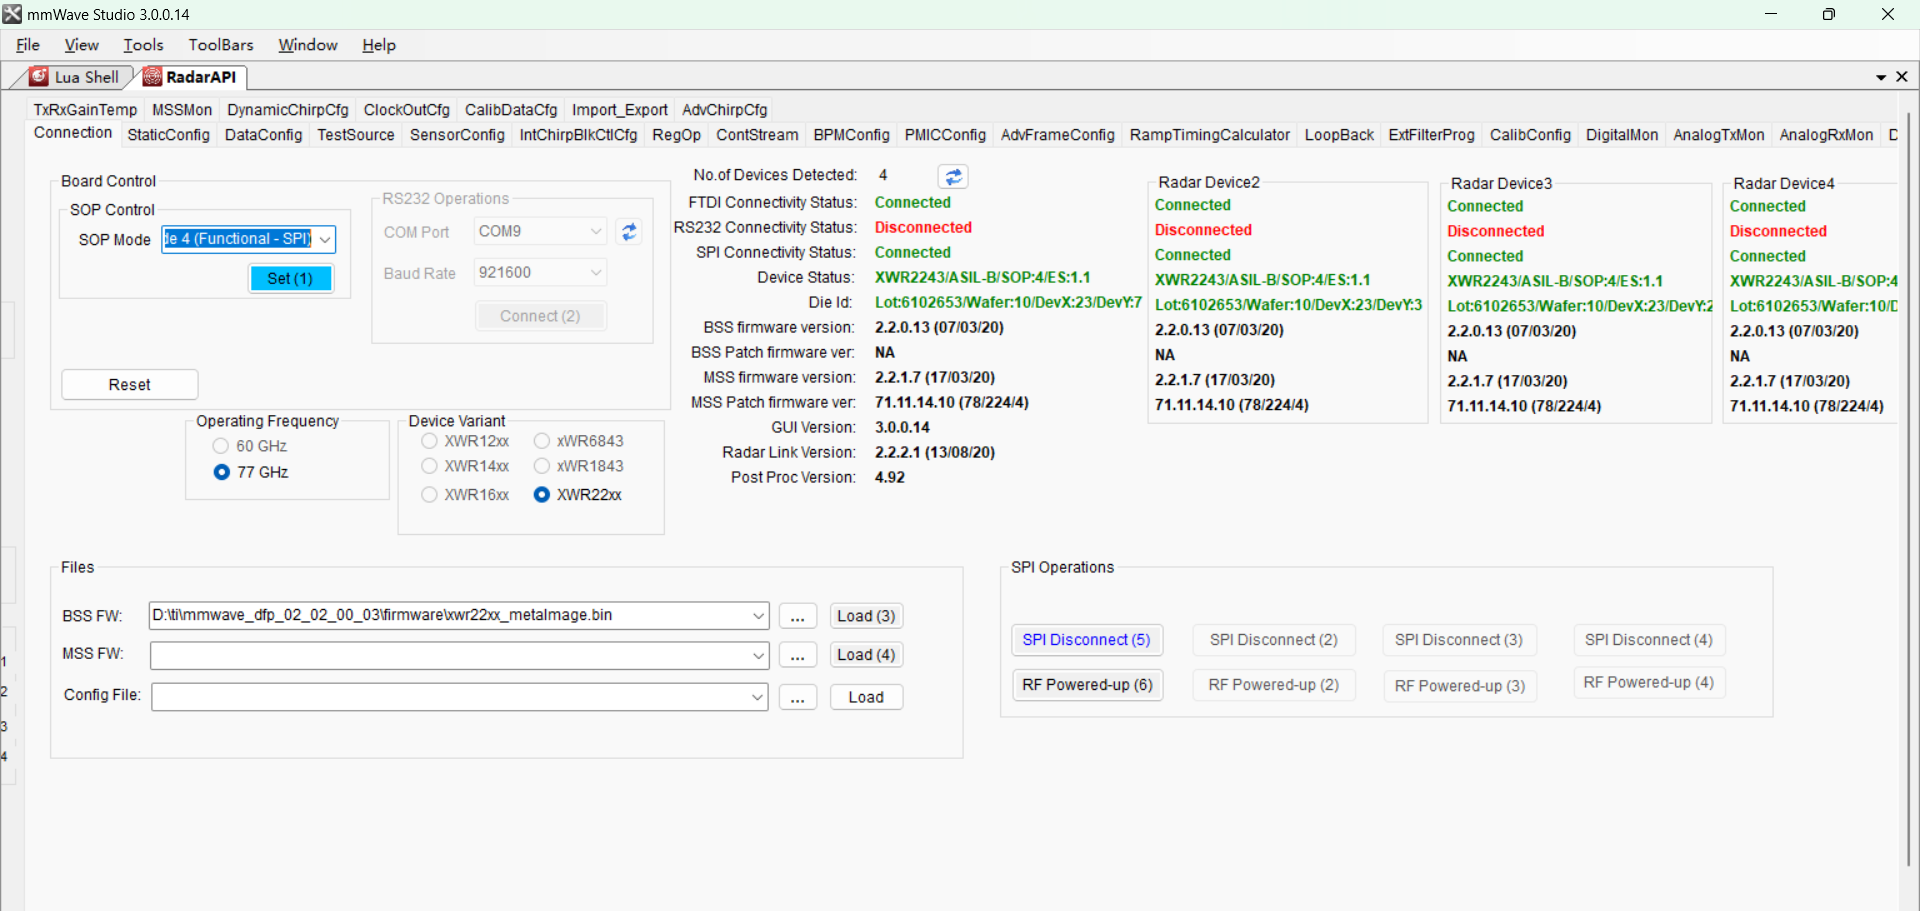 mmWave Studio 3.0.0.14
File View Tools ToolBars Window Help
Lua Shell RadarAPI
TxRxGainTemp MSSMon DynamicChirpCfg ClockOutCfg CalibDataCfg Import_Export AdvChirpCfg
Connection StaticConfig DataConfig TestSource SensorConfig IntChirpBlkCtlCfg RegOp ContStream BPMConfig PMICConfig AdvFrameConfig RampTimingCalculator LoopBack ExtFilterProg CalibConfig DigitalMon AnalogTxMon AnalogRxMon D
Board Control
SOP Control
SOP Mode de 4 (Functional - SPI)
Set (1)
RS232 Operations
COM Port COM9
Baud Rate 921600
Connect (2)
Reset
Operating Frequency
60 GHz
77 GHz
Device Variant
XWR12xx xWR6843
XWR14xx xWR1843
XWR16xx XWR22xx
No.of Devices Detected: 4
FTDI Connectivity Status: Connected
RS232 Connectivity Status: Disconnected
SPI Connectivity Status: Connected
Device Status: XWR2243/ASIL-B/SOP:4/ES:1.1
Die Id: Lot:6102653/Wafer:10/DevX:23/DevY:7
BSS firmware version: 2.2.0.13 (07/03/20)
BSS Patch firmware ver: NA
MSS firmware version: 2.2.1.7 (17/03/20)
MSS Patch firmware ver: 71.11.14.10 (78/224/4)
GUI Version: 3.0.0.14
Radar Link Version: 2.2.2.1 (13/08/20)
Post Proc Version: 4.92
Radar Device2
Connected
Disconnected
Connected
XWR2243/ASIL-B/SOP:4/ES:1.1
Lot:6102653/Wafer:10/DevX:23/DevY:3
2.2.0.13 (07/03/20)
NA
2.2.1.7 (17/03/20)
71.11.14.10 (78/224/4)
Radar Device3
Connected
Disconnected
Connected
XWR2243/ASIL-B/SOP:4/ES:1.1
Lot:6102653/Wafer:10/DevX:23/DevY:2
2.2.0.13 (07/03/20)
NA
2.2.1.7 (17/03/20)
71.11.14.10 (78/224/4)
Radar Device4
Connected
Disconnected
Connected
XWR2243/ASIL-B/SOP:4
Lot:6102653/Wafer:10/D
2.2.0.13 (07/03/20)
NA
2.2.1.7 (17/03/20)
71.11.14.10 (78/224/4)
Files
BSS FW: D:\ti\mmwave_dfp_02_02_00_03\firmware\xwr22xx_metaImage.bin ... Load (3)
MSS FW: ... Load (4)
Config File: ... Load
SPI Operations
SPI Disconnect (5) SPI Disconnect (2) SPI Disconnect (3) SPI Disconnect (4)
RF Powered-up (6) RF Powered-up (2) RF Powered-up (3) RF Powered-up (4)
1
2
3
4